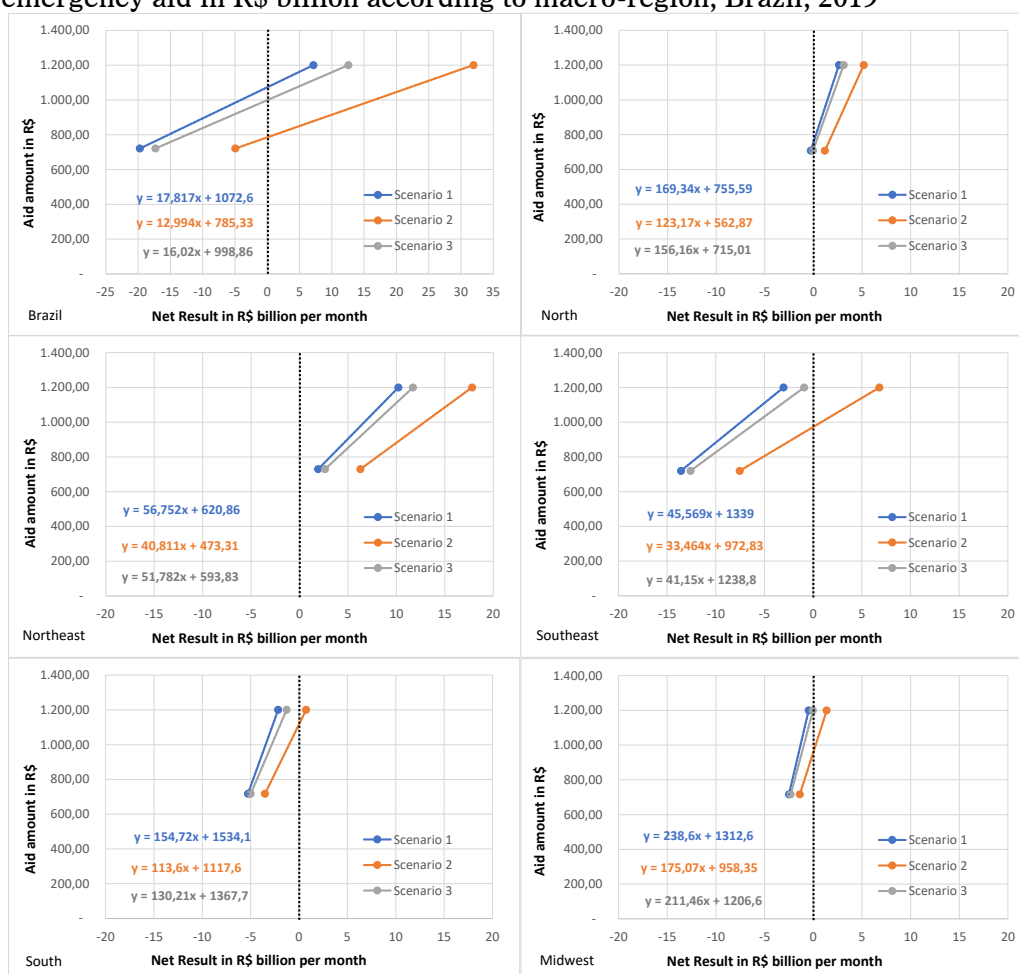 emergency aid in R$ billion according to macro-region, Brazil, 2019
1.400,00
1.200,00
1.000,00
800,00
600,00
400,00
200,00
-
Aid amount in R$
y = 17,817x + 1072,6
y = 12,994x + 785,33
y = 16,02x + 998,86
Scenario 1
Scenario 2
Scenario 3
-25 -20 -15 -10 -5 0 5 10 15 20 25 30 35
Brazil
Net Result in R$ billion per month
1.400,00
1.200,00
1.000,00
800,00
600,00
400,00
200,00
-
Aid amount in R$
y = 169,34x + 755,59
y = 123,17x + 562,87
y = 156,16x + 715,01
Scenario 1
Scenario 2
Scenario 3
-20 -15 -10 -5 0 5 10 15 20
North
Net Result in R$ billion per month
1.400,00
1.200,00
1.000,00
800,00
600,00
400,00
200,00
-
Aid amount in R$
y = 56,752x + 620,86
y = 40,811x + 473,31
y = 51,782x + 593,83
Scenario 1
Scenario 2
Scenario 3
-20 -15 -10 -5 0 5 10 15 20
Northeast
Net Result in R$ billion per month
1.400,00
1.200,00
1.000,00
800,00
600,00
400,00
200,00
-
Aid amount in R$
y = 45,569x + 1339
y = 33,464x + 972,83
y = 41,15x + 1238,8
Scenario 1
Scenario 2
Scenario 3
-20 -15 -10 -5 0 5 10 15 20
Southeast
Net Result in R$ billion per month
1.400,00
1.200,00
1.000,00
800,00
600,00
400,00
200,00
-
Aid amount in R$
y = 154,72x + 1534,1
y = 113,6x + 1117,6
y = 130,21x + 1367,7
Scenario 1
Scenario 2
Scenario 3
-20 -15 -10 -5 0 5 10 15 20
South
Net Result in R$ billion per month
1.400,00
1.200,00
1.000,00
800,00
600,00
400,00
200,00
-
Aid amount in R$
y = 238,6x + 1312,6
y = 175,07x + 958,35
y = 211,46x + 1206,6
Scenario 1
Scenario 2
Scenario 3
-20 -15 -10 -5 0 5 10 15 20
Midwest
Net Result in R$ billion per month